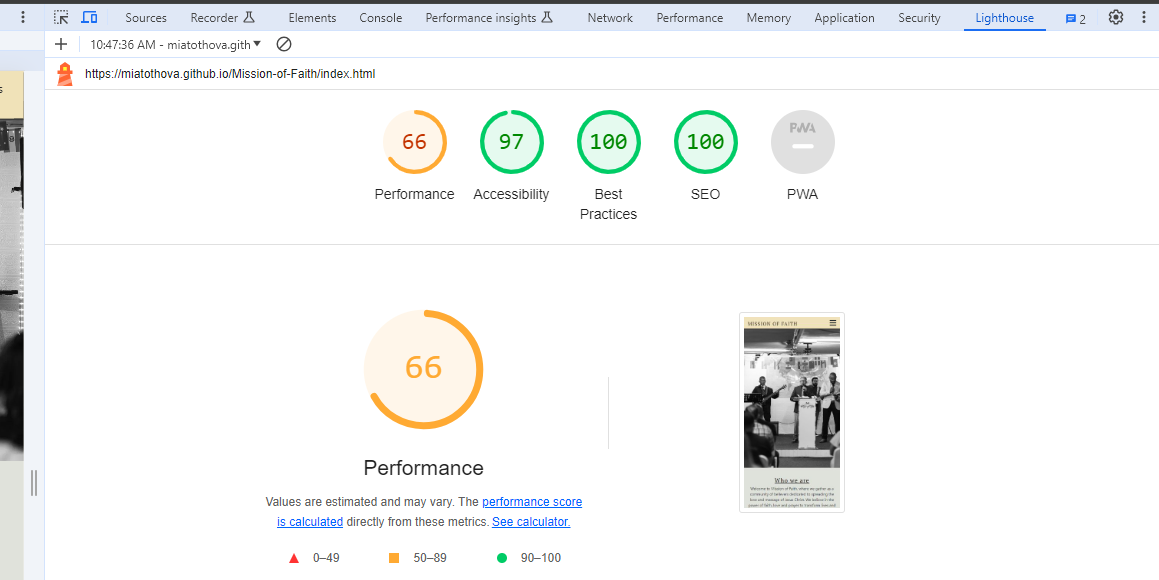 Sources Recorder Elements Console Performance insights Network Performance Memory Application Security Lighthouse 2
10:47:36 AM - miatothova.gith
https://miatothova.github.io/Mission-of-Faith/index.html
s
66 97 100 100 PWA
Performance Accessibility Best Practices SEO PWA
66
MISSION OF FAITH
Performance
Values are estimated and may vary. The performance score
is calculated directly from these metrics. See calculator.
Who we are
0–49 50–89 90–100